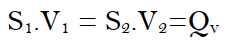 S₁.V₁ = S₂.V₂=Qᵥ